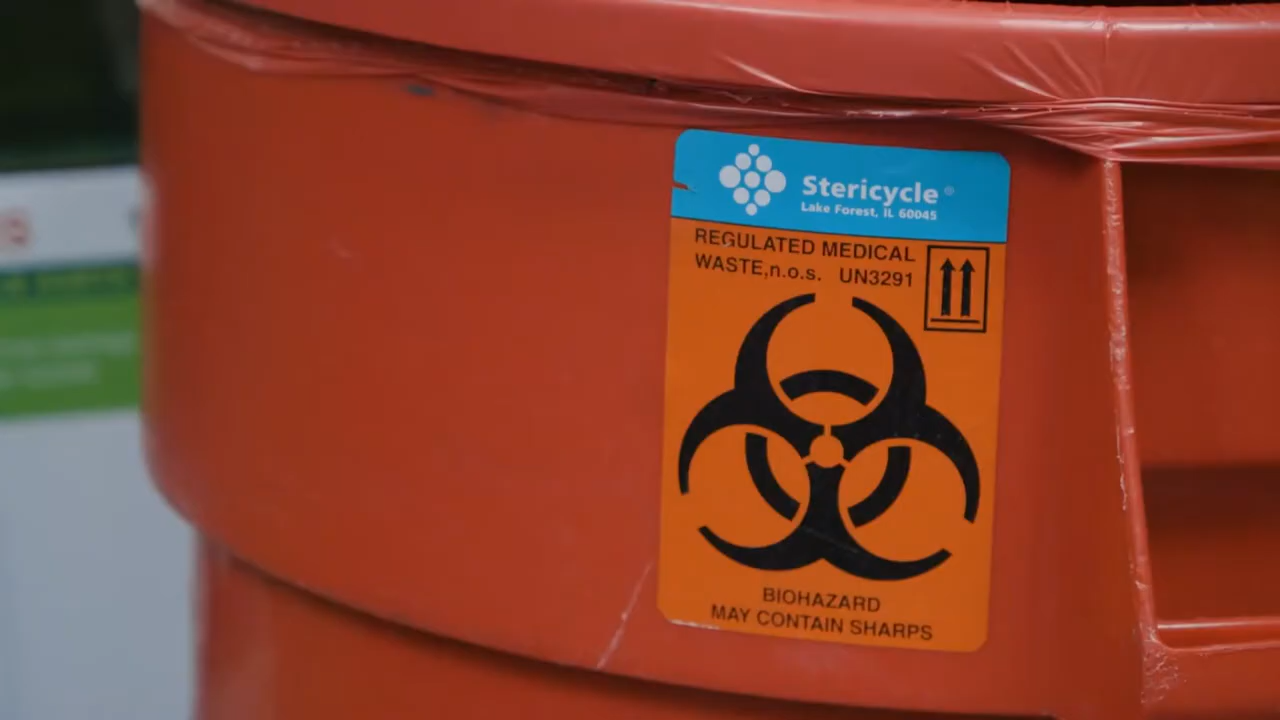 Stericycle®
Lake Forest, IL 60045
REGULATED MEDICAL
WASTE,n.o.s. UN3291
BIOHAZARD
MAY CONTAIN SHARPS